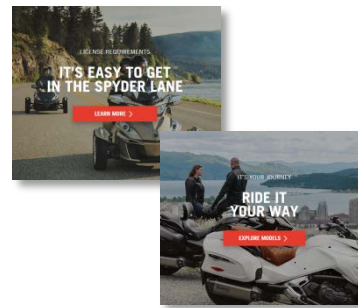 LICENSE REQUIREMENTS
IT'S EASY TO GET
IN THE SPYDER LANE
LEARN MORE >
IT'S YOUR JOURNEY
RIDE IT
YOUR WAY
EXPLORE MODELS >